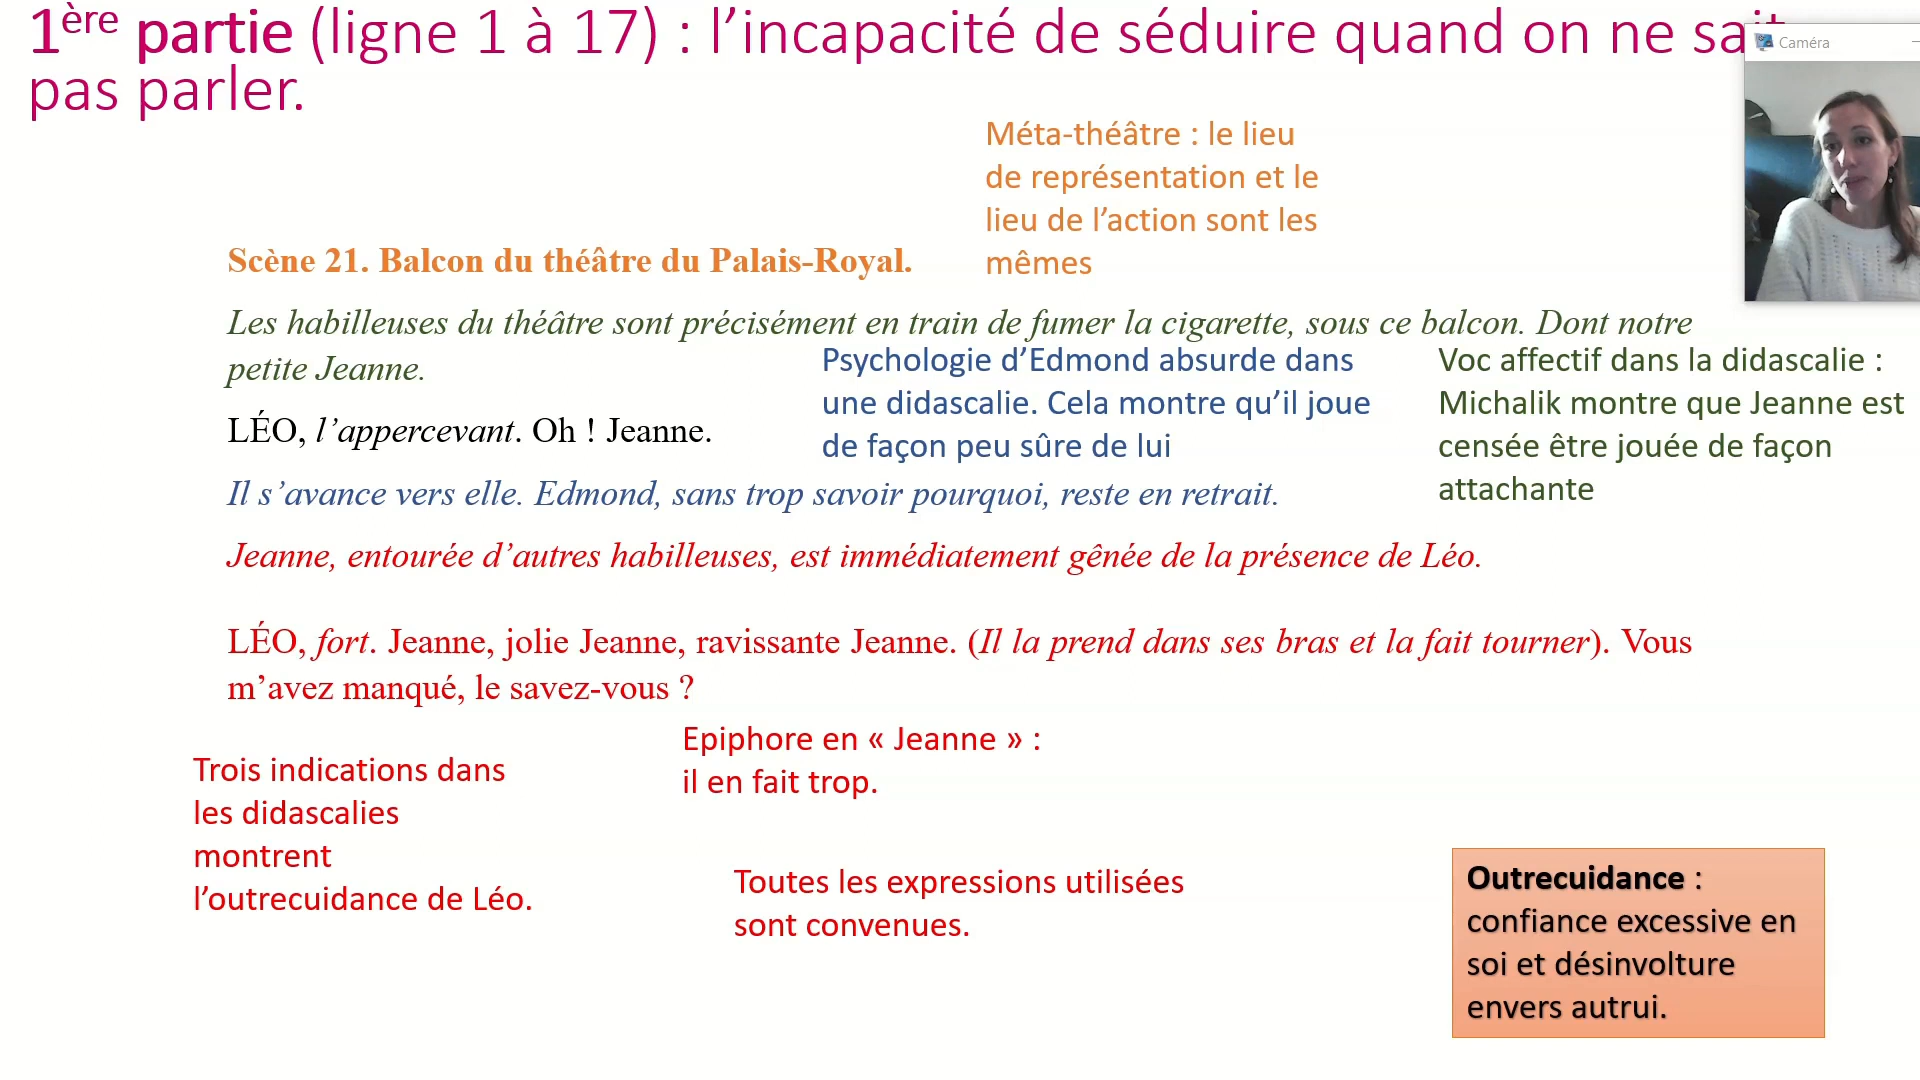 1ère partie (ligne 1 à 17) : l’incapacité de séduire quand on ne sait
pas parler.
Caméra
Méta-théâtre : le lieu
de représentation et le
lieu de l’action sont les
mêmes
Scène 21. Balcon du théâtre du Palais-Royal.
Les habilleuses du théâtre sont précisément en train de fumer la cigarette, sous ce balcon. Dont notre
petite Jeanne.
Psychologie d’Edmond absurde dans
une didascalie. Cela montre qu’il joue
de façon peu sûre de lui
Voc affectif dans la didascalie :
Michalik montre que Jeanne est
censée être jouée de façon
attachante
LÉO, l’appercevant. Oh ! Jeanne.
Il s’avance vers elle. Edmond, sans trop savoir pourquoi, reste en retrait.
Jeanne, entourée d’autres habilleuses, est immédiatement gênée de la présence de Léo.
LÉO, fort. Jeanne, jolie Jeanne, ravissante Jeanne. (Il la prend dans ses bras et la fait tourner). Vous
m’avez manqué, le savez-vous ?
Epiphore en « Jeanne » :
il en fait trop.
Trois indications dans
les didascalies
montrent
l’outrecuidance de Léo.
Toutes les expressions utilisées
sont convenues.
Outrecuidance :
confiance excessive en
soi et désinvolture
envers autrui.